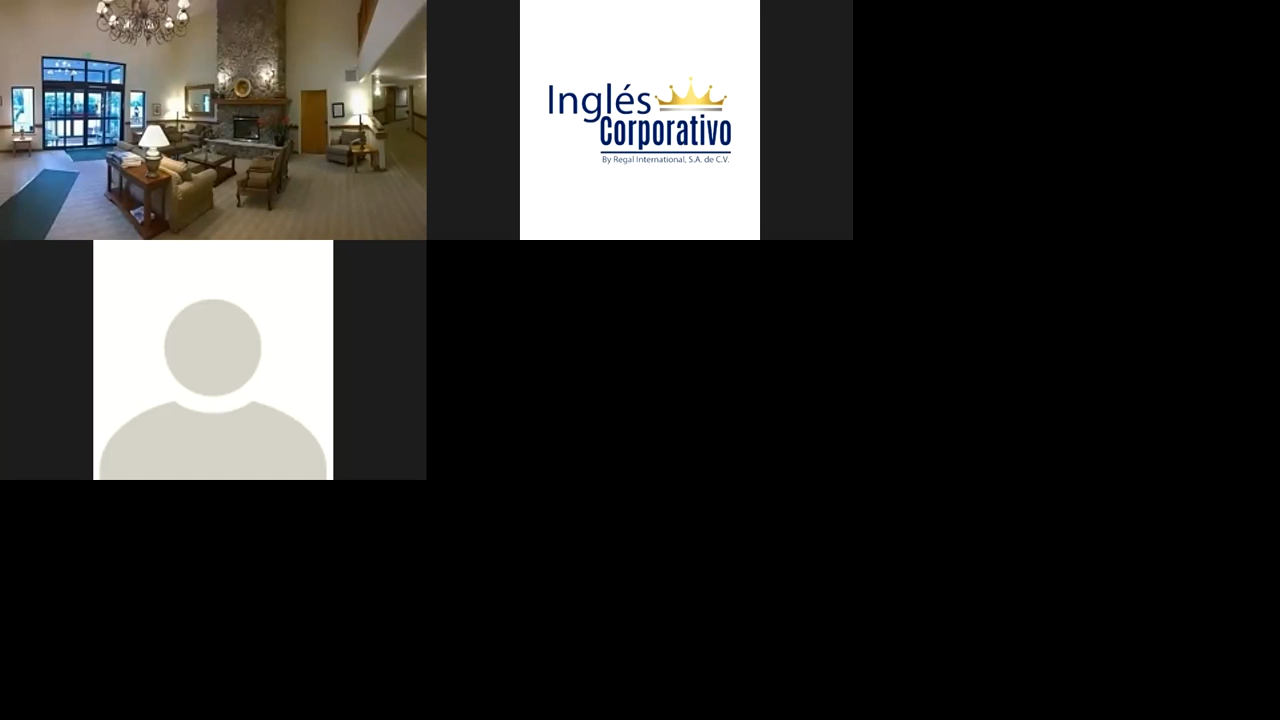 Inglés
Corporativo
By Regal International, S.A. de C.V.